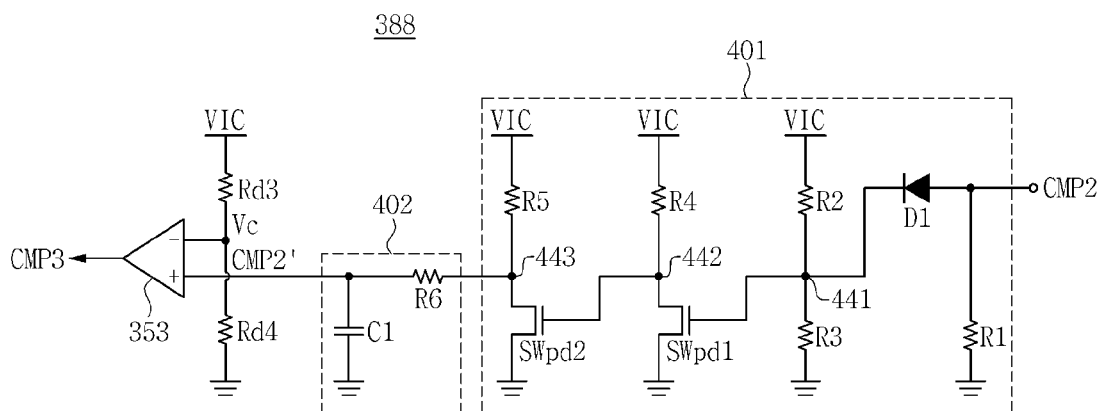 388
401
VIC
VIC
VIC
VIC
Rd3
402
R5
R4
R2
D1
CMP2
Vc
CMP3
CMP2'
443
442
441
353
R6
Rd4
C1
SWpd2
SWpd1
R3
R1